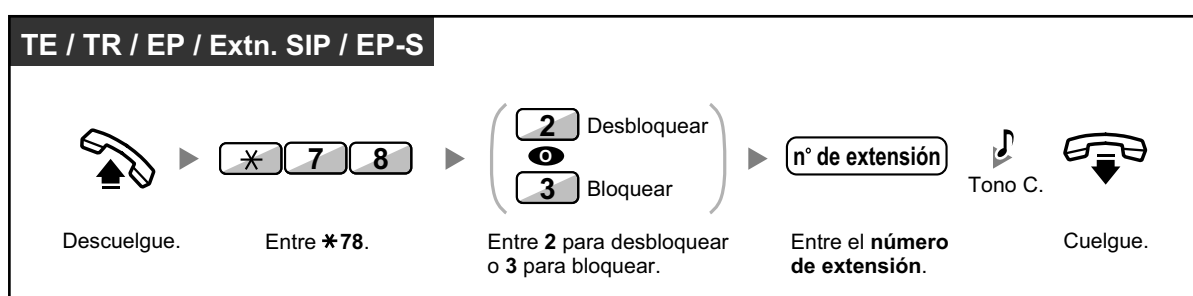 TE / TR / EP / Extn. SIP / EP-S
* 7 8
2 Desbloquear
o
3 Bloquear
n° de extensión
Tono C.
Descuelgue.
Entre *78.
Entre 2 para desbloquear
o 3 para bloquear.
Entre el número
de extensión.
Cuelgue.